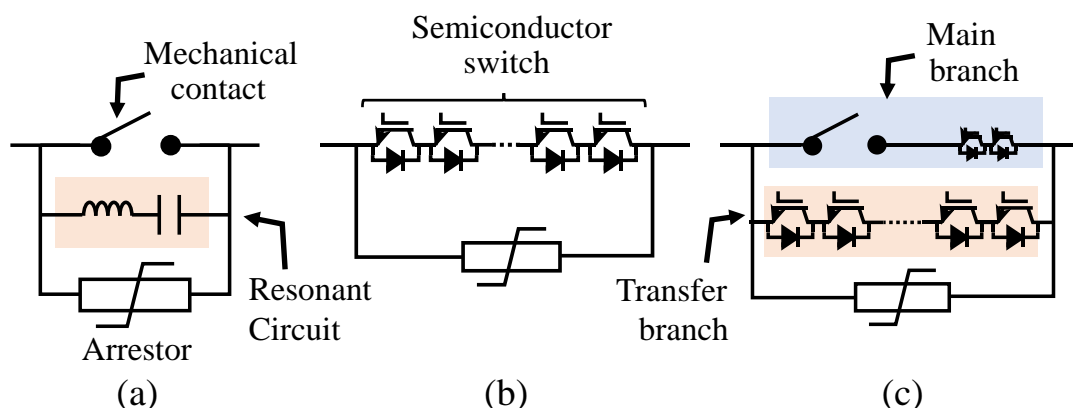 Mechanical
contact
Resonant
Circuit
Arrestor
(a)
Semiconductor
switch
(b)
Main
branch
Transfer
branch
(c)